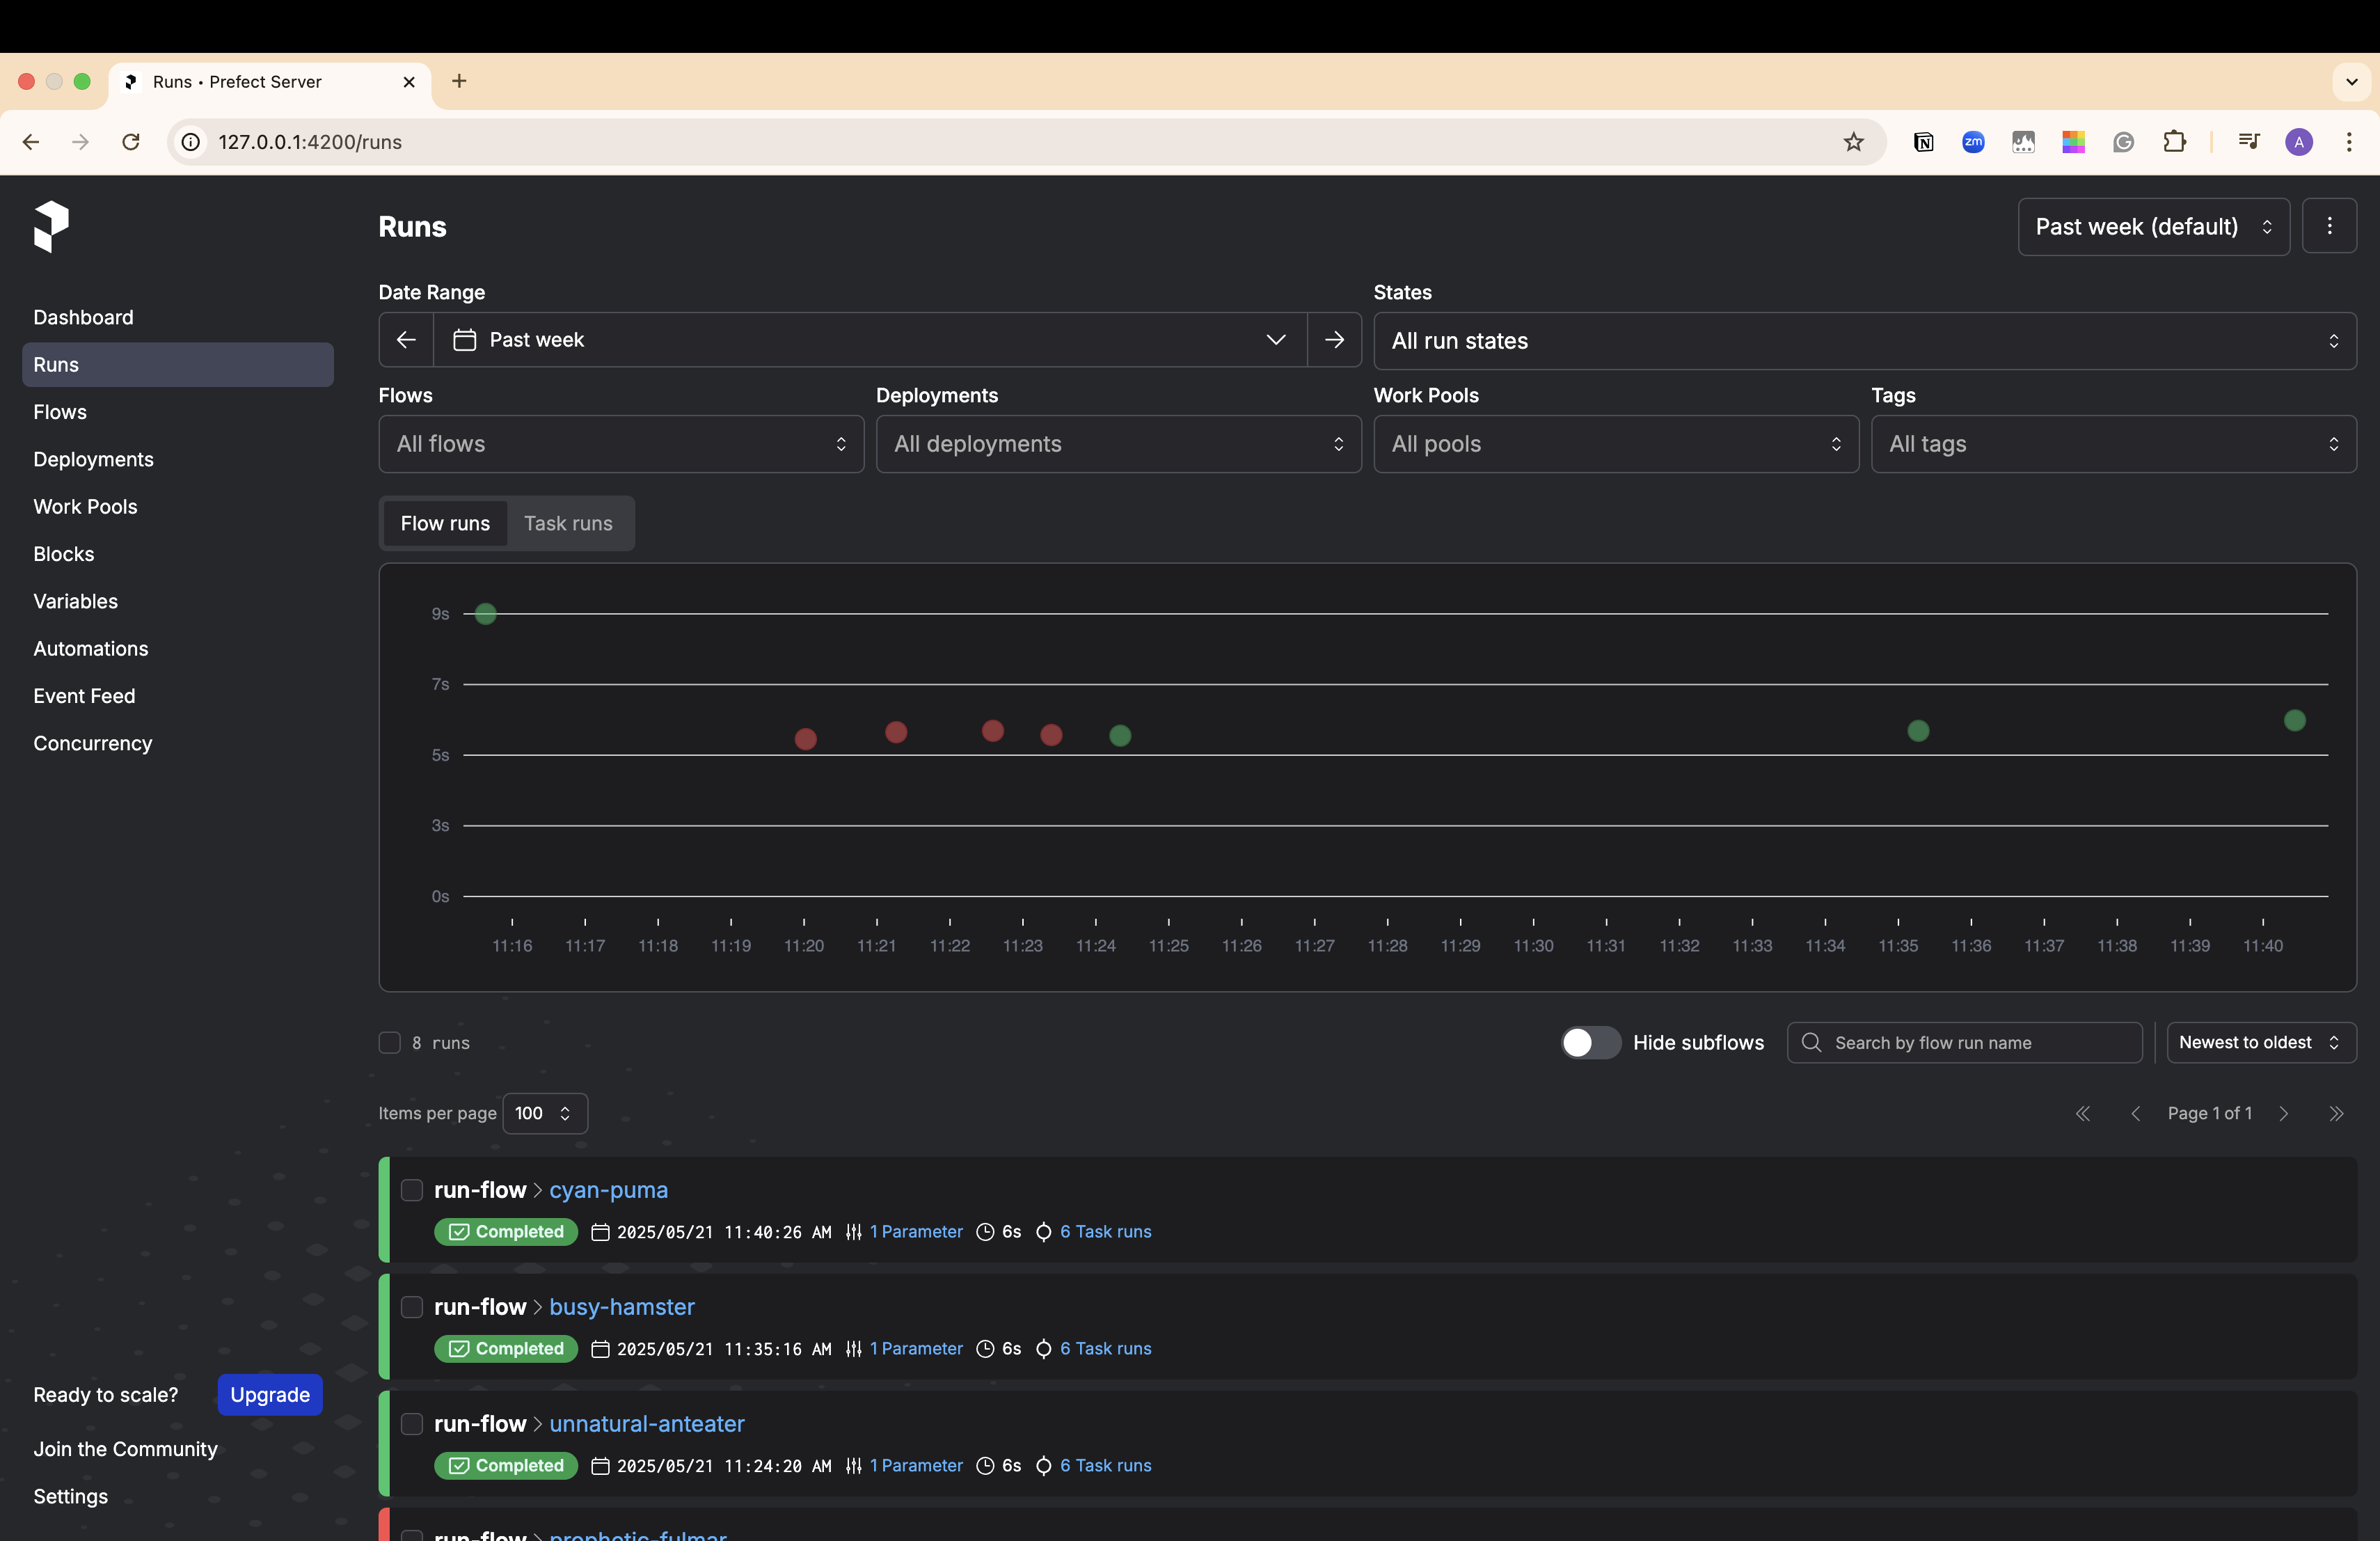 Runs • Prefect Server
127.0.0.1:4200/runs
zm
A
Runs
Past week (default)
Dashboard
Runs
Flows
Deployments
Work Pools
Blocks
Variables
Automations
Event Feed
Concurrency
Date Range
States
Past week
All run states
Flows
Deployments
Work Pools
Tags
All flows
All deployments
All pools
All tags
Flow runs
Task runs
9s
7s
5s
3s
0s
11:16 11:17 11:18 11:19 11:20 11:21 11:22 11:23 11:24 11:25 11:26 11:27 11:28 11:29 11:30 11:31 11:32 11:33 11:34 11:35 11:36 11:37 11:38 11:39 11:40
8 runs
Hide subflows
Search by flow run name
Newest to oldest
Items per page 100
Page 1 of 1
run-flow > cyan-puma
Completed 2025/05/21 11:40:26 AM 1 Parameter 6s 6 Task runs
run-flow > busy-hamster
Completed 2025/05/21 11:35:16 AM 1 Parameter 6s 6 Task runs
run-flow > unnatural-anteater
Completed 2025/05/21 11:24:20 AM 1 Parameter 6s 6 Task runs
run-flow > prophetic-fulmar
Ready to scale? Upgrade
Join the Community
Settings